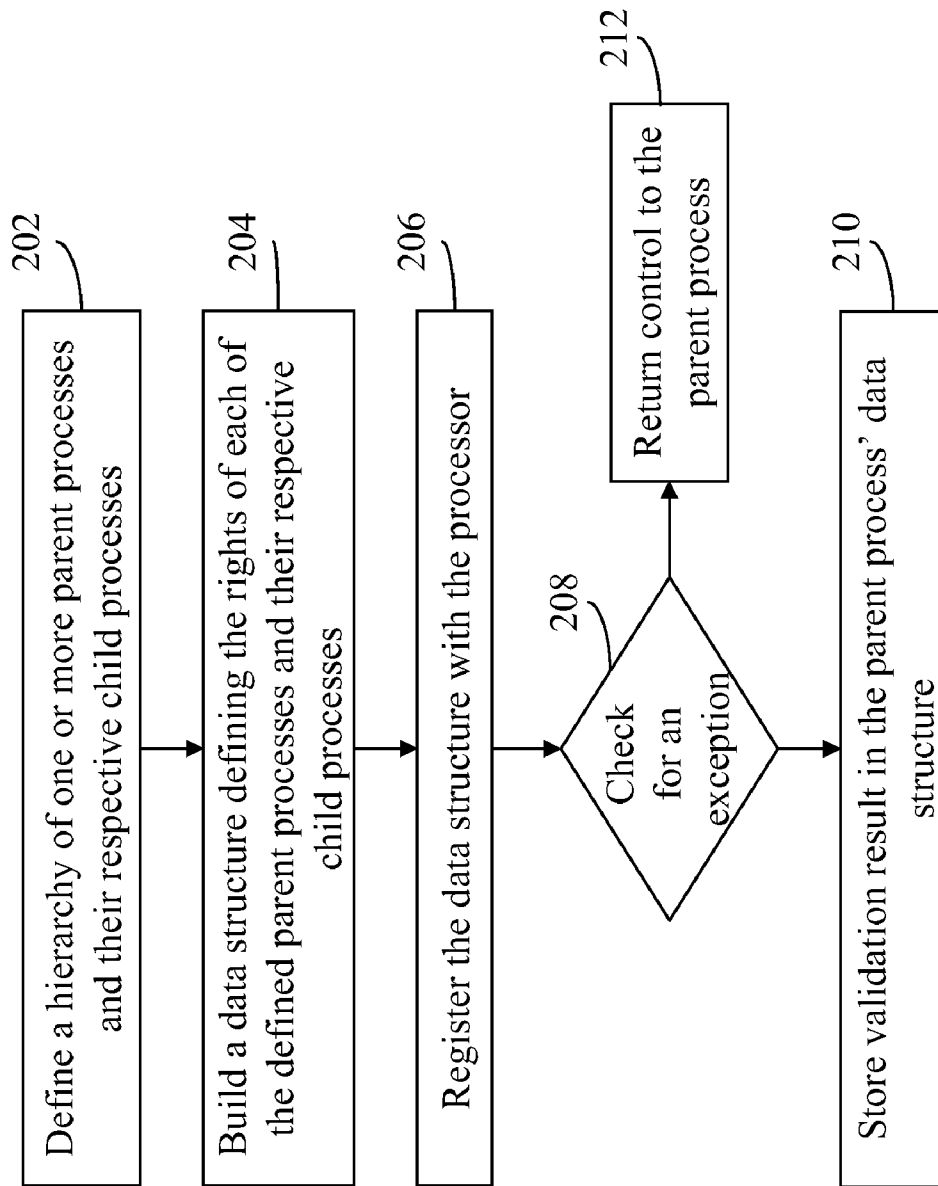 202
Define a hierarchy of one or more parent processes
and their respective child processes
204
Build a data structure defining the rights of each of
the defined parent processes and their respective
child processes
206
Register the data structure with the processor
208
Check
for an
exception
212
Return control to the
parent process
210
Store validation result in the parent process’ data
structure